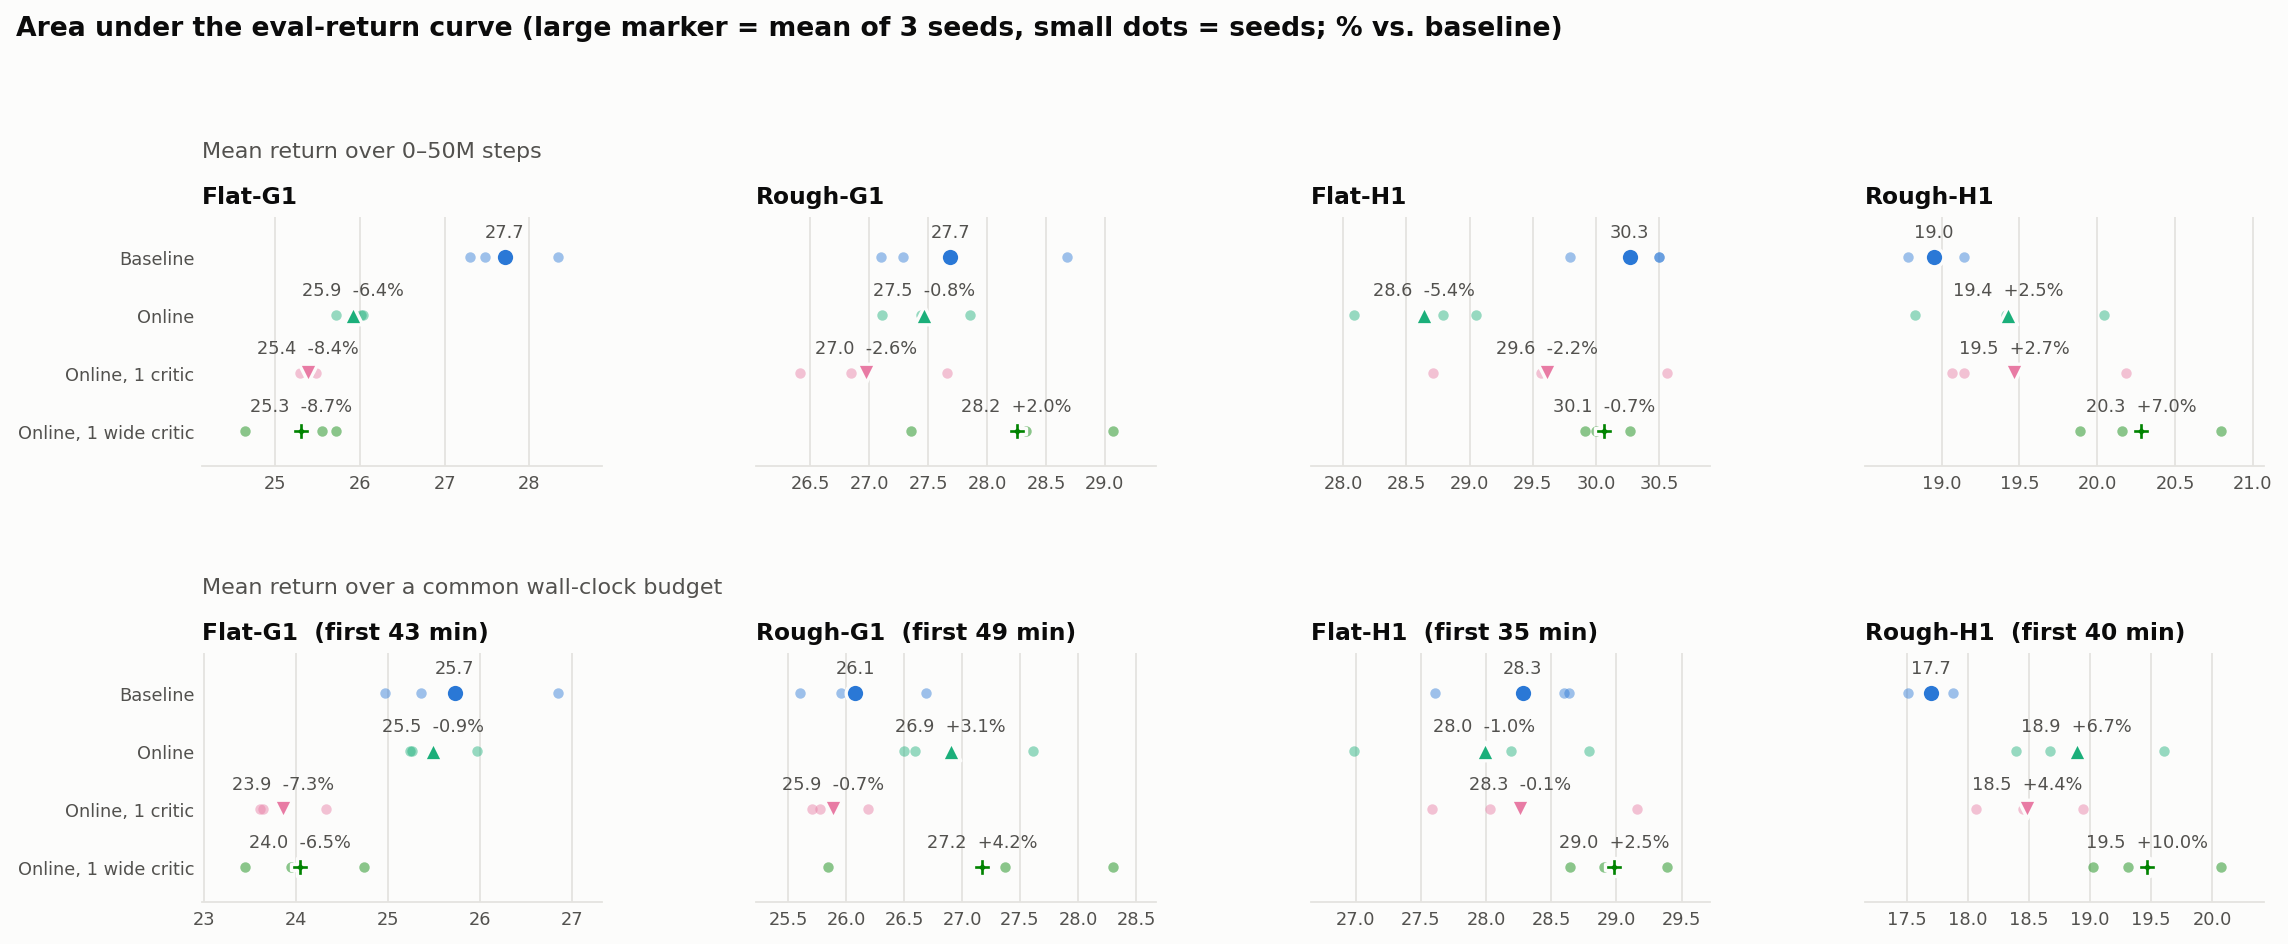 Area under the eval-return curve (large marker = mean of 3 seeds, small dots = seeds; % vs. baseline)
Mean return over 0–50M steps
Flat-G1
Baseline
Online
Online, 1 critic
Online, 1 wide critic
27.7
25.9 -6.4%
25.4 -8.4%
25.3 -8.7%
25 26 27 28
Rough-G1
27.7
27.5 -0.8%
27.0 -2.6%
28.2 +2.0%
26.5 27.0 27.5 28.0 28.5 29.0
Flat-H1
30.3
28.6 -5.4%
29.6 -2.2%
30.1 -0.7%
28.0 28.5 29.0 29.5 30.0 30.5
Rough-H1
19.0
19.4 +2.5%
19.5 +2.7%
20.3 +7.0%
19.0 19.5 20.0 20.5 21.0
Mean return over a common wall-clock budget
Flat-G1 (first 43 min)
Baseline
Online
Online, 1 critic
Online, 1 wide critic
25.7
25.5 -0.9%
23.9 -7.3%
24.0 -6.5%
23 24 25 26 27
Rough-G1 (first 49 min)
26.1
26.9 +3.1%
25.9 -0.7%
27.2 +4.2%
25.5 26.0 26.5 27.0 27.5 28.0 28.5
Flat-H1 (first 35 min)
28.3
28.0 -1.0%
28.3 -0.1%
29.0 +2.5%
27.0 27.5 28.0 28.5 29.0 29.5
Rough-H1 (first 40 min)
17.7
18.9 +6.7%
18.5 +4.4%
19.5 +10.0%
17.5 18.0 18.5 19.0 19.5 20.0